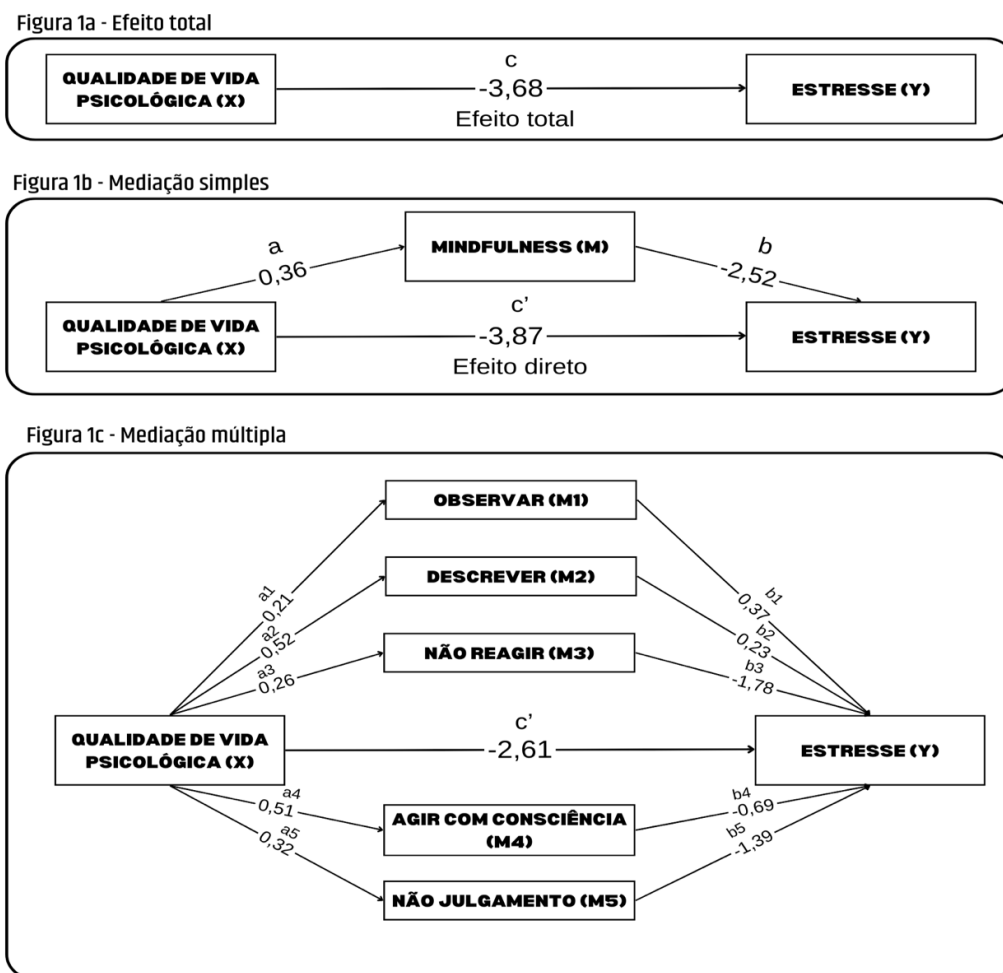 Figura 1a - Efeito total
QUALIDADE DE VIDA
PSICOLÓGICA (X)
c
-3,68
Efeito total
ESTRESSE (Y)
Figura 1b - Mediação simples
MINDFULNESS (M)
a
0,36
b
-2,52
QUALIDADE DE VIDA
PSICOLÓGICA (X)
c'
-3,87
Efeito direto
ESTRESSE (Y)
Figura 1c - Mediação múltipla
OBSERVAR (M1)
DESCREVER (M2)
NÃO REAGIR (M3)
a1
0,21
a2
0,52
a3
0,26
b1
0,37
b2
0,23
b3
-1,78
QUALIDADE DE VIDA
PSICOLÓGICA (X)
c'
-2,61
ESTRESSE (Y)
a4
0,51
a5
0,32
AGIR COM CONSCIÊNCIA
(M4)
b4
-0,69
b5
-1,39
NÃO JULGAMENTO (M5)